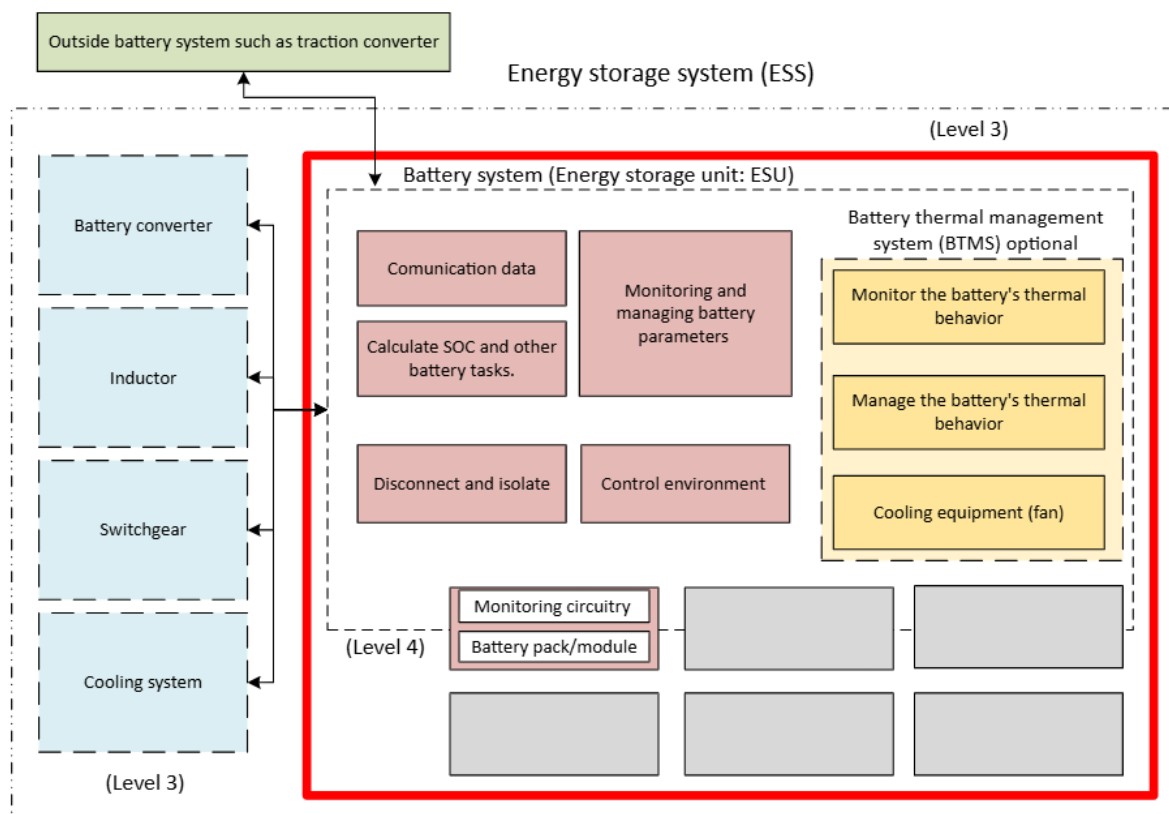 Outside battery system such as traction converter
Energy storage system (ESS)
(Level 3)
Battery converter
Inductor
Switchgear
Cooling system
(Level 3)
Battery system (Energy storage unit: ESU)
Comunication data
Calculate SOC and other
battery tasks.
Monitoring and
managing battery
parameters
Disconnect and isolate
Control environment
Battery thermal management
system (BTMS) optional
Monitor the battery's thermal
behavior
Manage the battery's thermal
behavior
Cooling equipment (fan)
(Level 4)
Monitoring circuitry
Battery pack/module